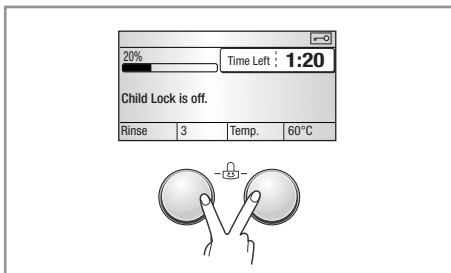 20%
Time Left 1:20
Child Lock is off.
Rinse 3 Temp. 60°C